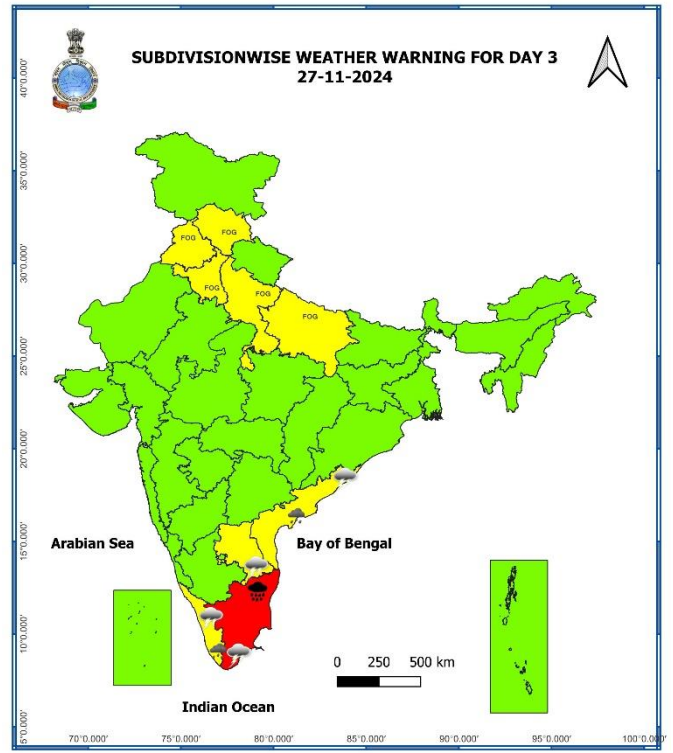 SUBDIVISIONWISE WEATHER WARNING FOR DAY 3
27-11-2024
40°0.000'
35°0.000'
30°0.000'
25°0.000'
20°0.000'
15°0.000'
10°0.000'
5°0.000'
FOG
FOG
FOG
FOG
FOG
Arabian Sea
Bay of Bengal
0 250 500 km
Indian Ocean
70°0.000' 75°0.000' 80°0.000' 85°0.000' 90°0.000' 95°0.000' 100°0.000'